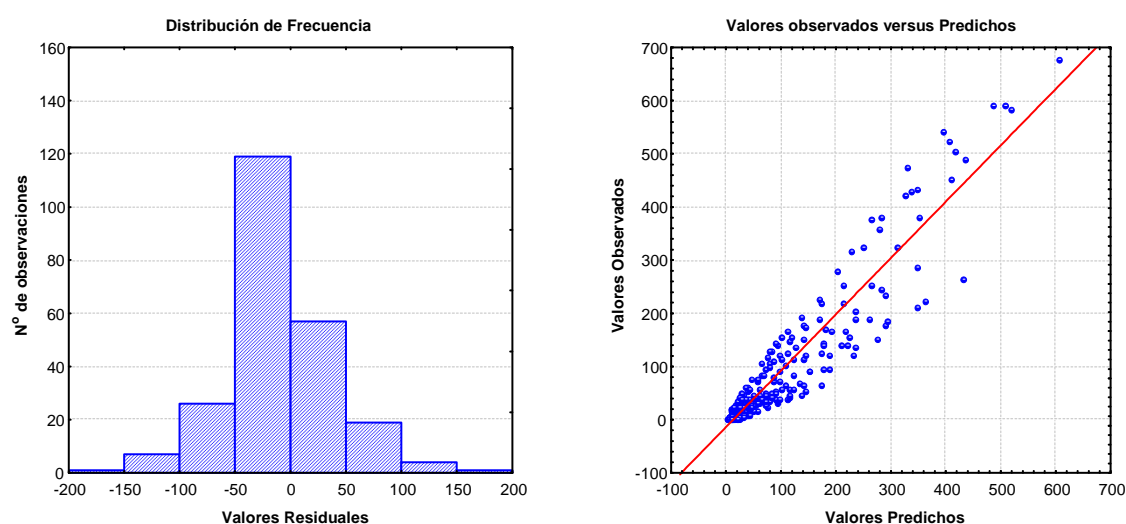 Distribución de Frecuencia
160
140
120
100
80
60
40
20
0
Nº de observaciones
-200 -150 -100 -50 0 50 100 150 200
Valores Residuales
Valores observados versus Predichos
700
600
500
400
300
200
100
0
-100
Valores Observados
-100 0 100 200 300 400 500 600 700
Valores Predichos